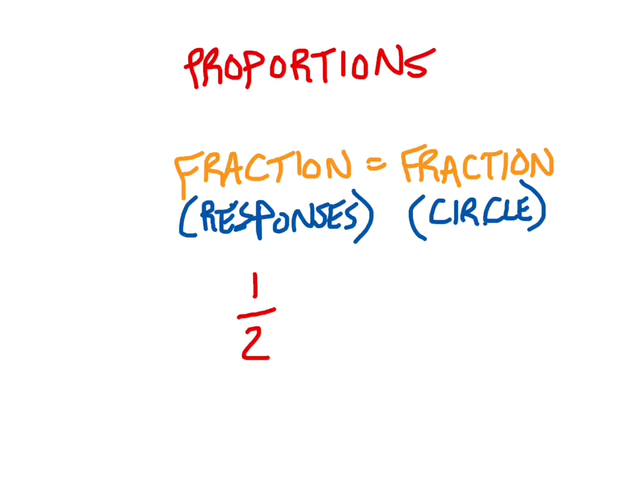 PROPORTIONS
FRACTION = FRACTION
(RESPONSES) (CIRCLE)
1
2